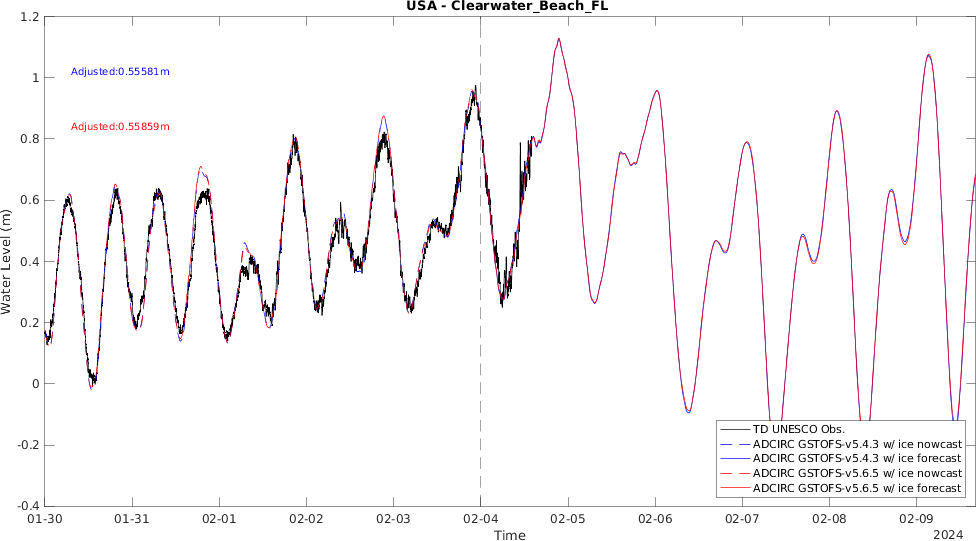 USA - Clearwater_Beach_FL
1.2
1
0.8
0.6
0.4
0.2
0
-0.2
-0.4
Water Level (m)
Adjusted:0.55581m
Adjusted:0.55859m
TD UNESCO Obs.
ADCIRC GSTOFS-v5.4.3 w/ ice nowcast
ADCIRC GSTOFS-v5.4.3 w/ ice forecast
ADCIRC GSTOFS-v5.6.5 w/ ice nowcast
ADCIRC GSTOFS-v5.6.5 w/ ice forecast
01-30 01-31 02-01 02-02 02-03 02-04 02-05 02-06 02-07 02-08 02-09
Time
2024